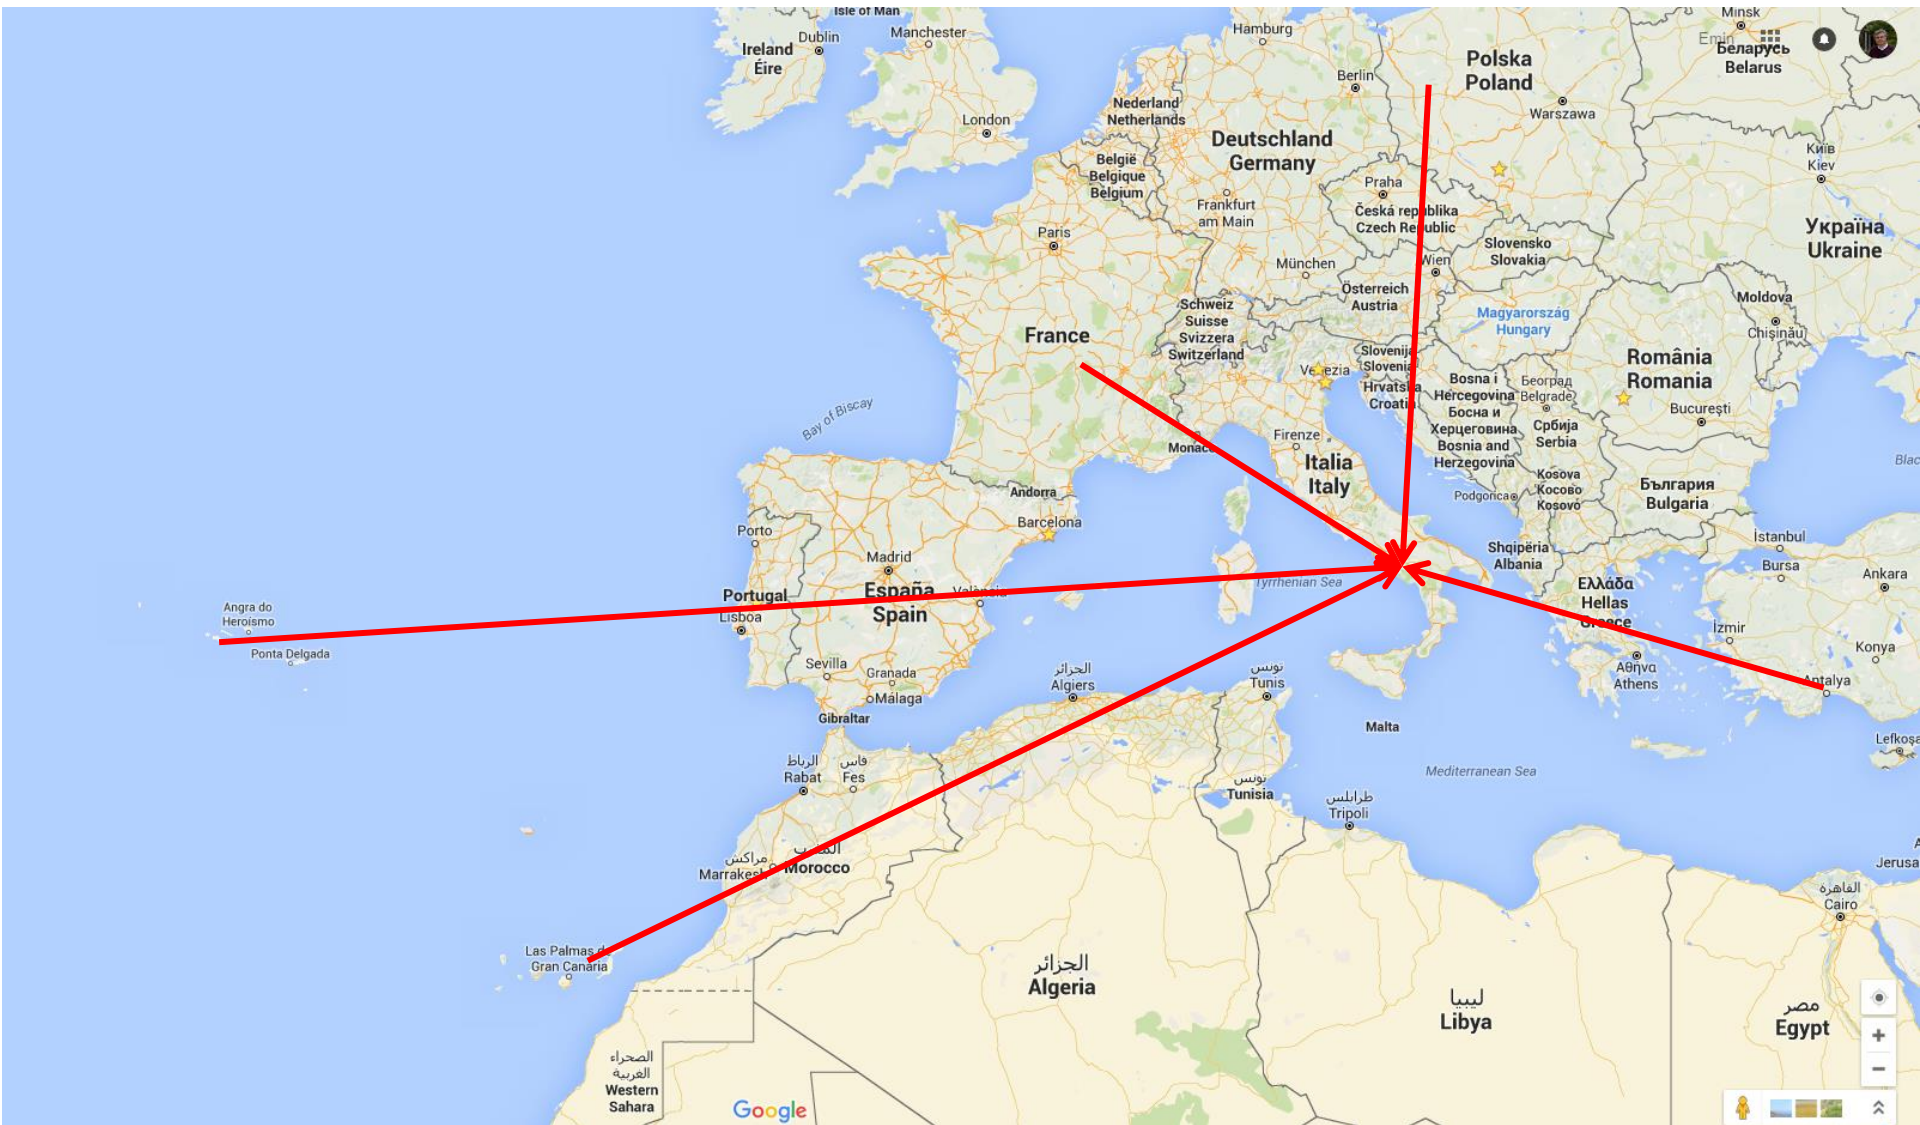 Isle of Man
Dublin
Manchester
Ireland
Éire
London
Hamburg
Berlin
Nederland
Netherlands
België
Belgique
Belgium
Deutschland
Germany
Frankfurt
am Main
Polska
Poland
Warszawa
Minsk
Беларусь
Belarus
Київ
Kiev
Україна
Ukraine
Praha
Česká republika
Czech Republic
Slovensko
Slovakia
Paris
München
Wien
Österreich
Austria
Magyarország
Hungary
Moldova
Chișinău
Schweiz
Suisse
Svizzera
Switzerland
France
Slovenija
Slovenia
Venezia
Hrvatska
Croatia
Bosna i
Hercegovina
Босна и
Херцеговина
Bosnia and
Herzegovina
Београд
Belgrade
Србија
Serbia
România
Romania
București
Bay of Biscay
Monaco
Firenze
Italia
Italy
Podgorica
Kosova
Косово
Kosovo
България
Bulgaria
Blac
Andorra
Barcelona
Porto
Madrid
España
Spain
València
Portugal
Lisboa
Tyrrhenian Sea
Shqipëria
Albania
Ελλάδα
Hellas
Greece
İstanbul
Bursa
Ankara
Angra do
Heroísmo
Ponta Delgada
İzmir
Konya
Αθήνα
Athens
Antalya
Sevilla
Granada
Málaga
Gibraltar
الجزائر
Algiers
تونس
Tunis
Malta
Lefkoşa
الرباط
Rabat
فاس
Fes
Mediterranean Sea
تونس
Tunisia
طرابلس
Tripoli
مراكش
Marrakesh
المغرب
Morocco
Jerusa
القاهرة
Cairo
Las Palmas de
Gran Canaria
الجزائر
Algeria
ليبيا
Libya
مصر
Egypt
الصحراء
الغربية
Western
Sahara
Google